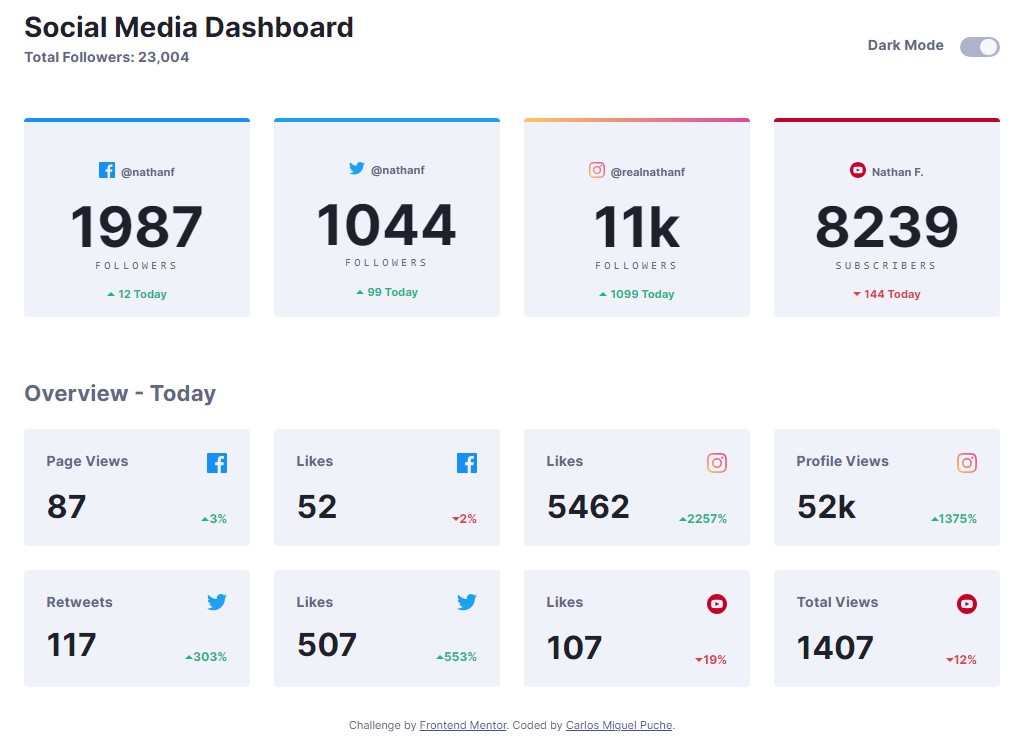 Social Media Dashboard
Total Followers: 23,004
Dark Mode
@nathanf
1987
FOLLOWERS
12 Today
@nathanf
1044
FOLLOWERS
99 Today
@realnathanf
11k
FOLLOWERS
1099 Today
Nathan F.
8239
SUBSCRIBERS
144 Today
Overview - Today
Page Views
87
3%
Likes
52
2%
Likes
5462
2257%
Profile Views
52k
1375%
Retweets
117
303%
Likes
507
553%
Likes
107
19%
Total Views
1407
12%
Challenge by Frontend Mentor. Coded by Carlos Miguel Puche.